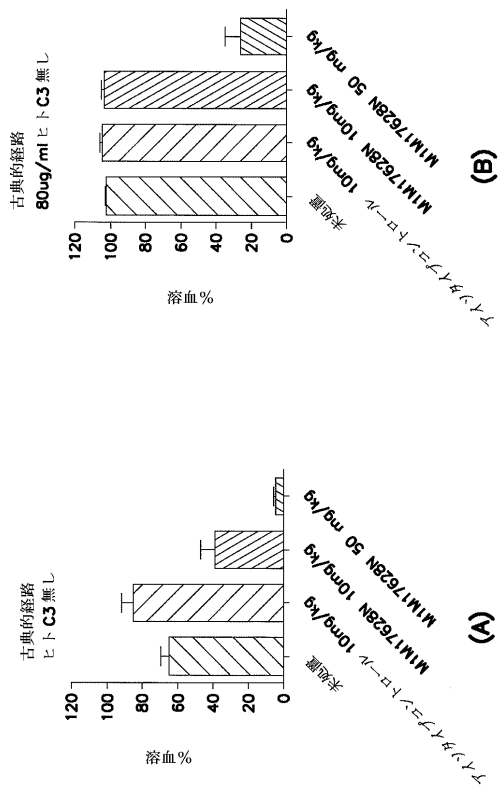 古典的経路
ヒトC3 無し
120
100
80
60
40
20
0
% 溶血
未処置
アイソタイプコントロール 10mg/kg
M1M17628N 10mg/kg
M1M17628N 50 mg/kg
(A)
古典的経路
80ug/ml ヒトC3 無し
120
100
80
60
40
20
0
% 溶血
未処置
アイソタイプコントロール 10mg/kg
M1M17628N 10mg/kg
M1M17628N 50 mg/kg
(B)